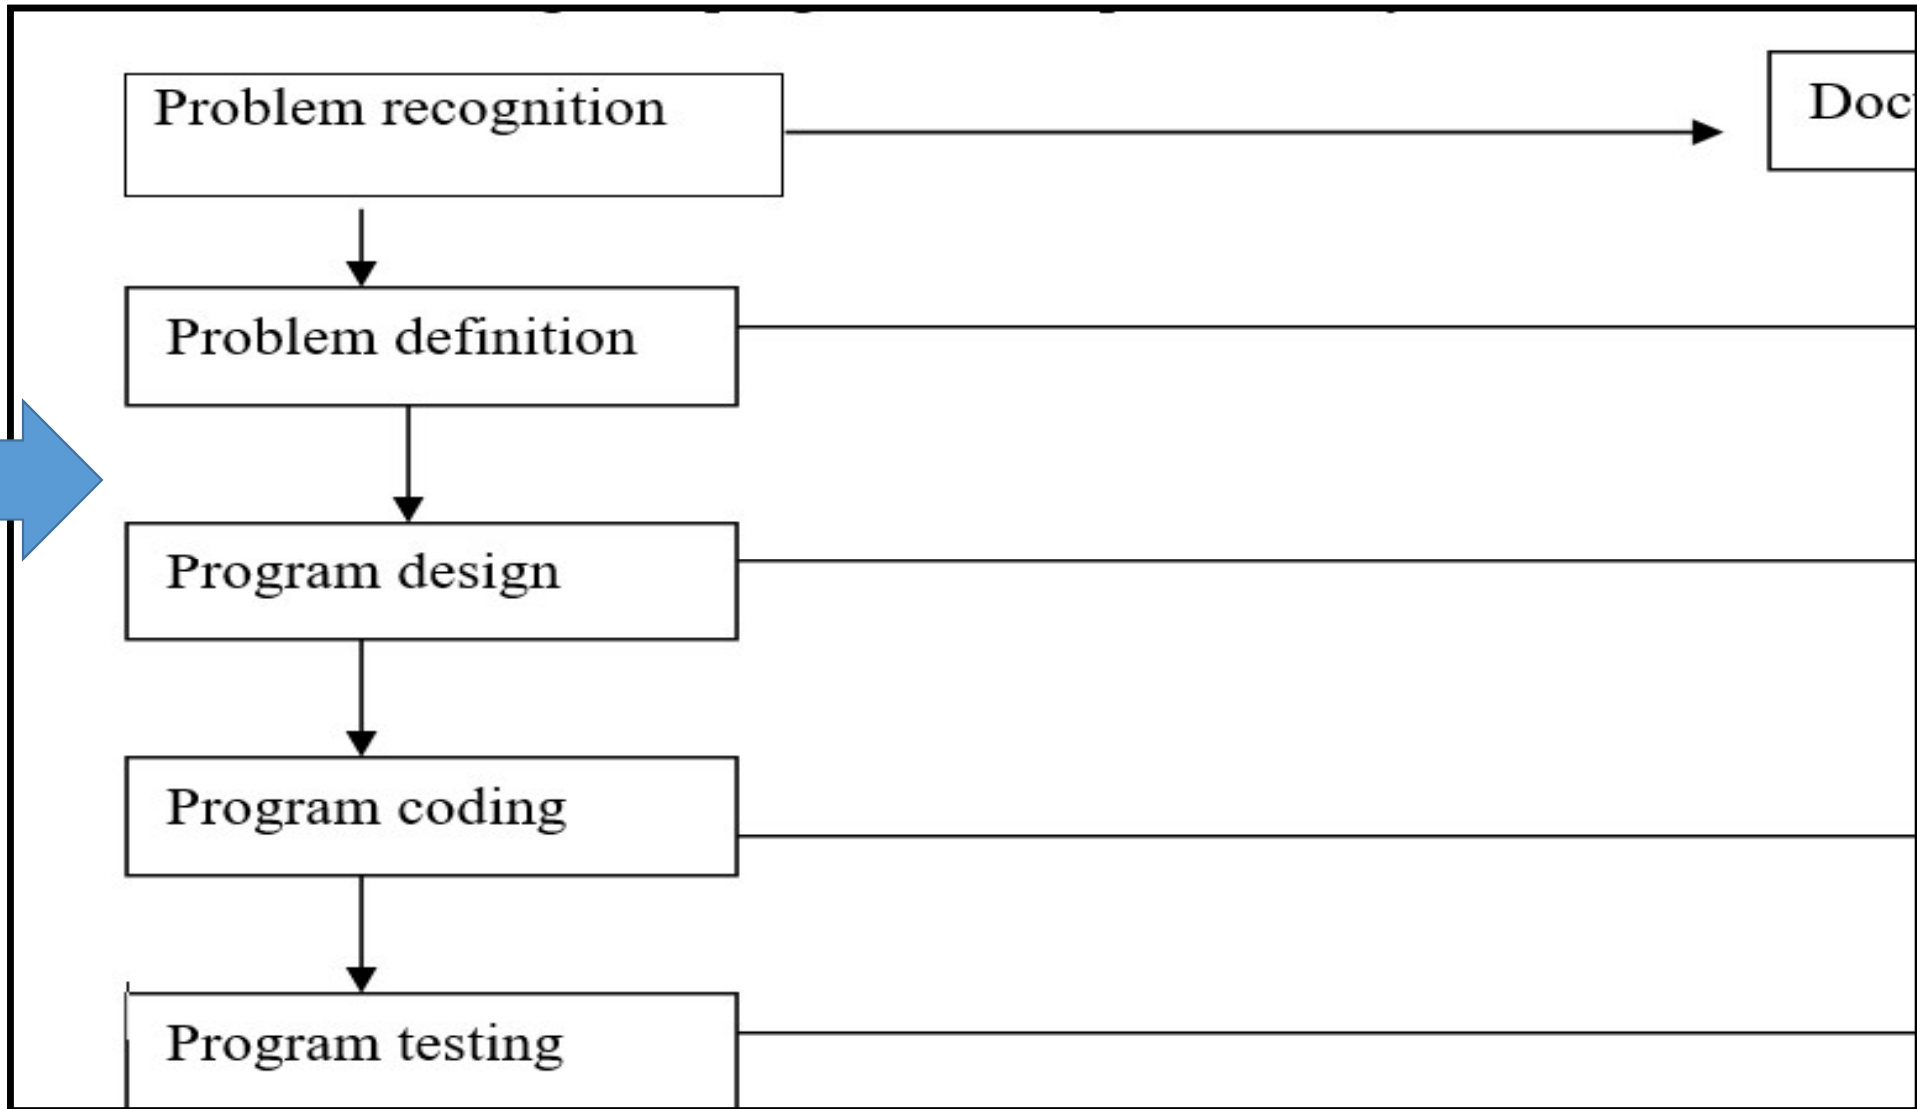 Problem recognition
Doc
Problem definition
Program design
Program coding
Program testing